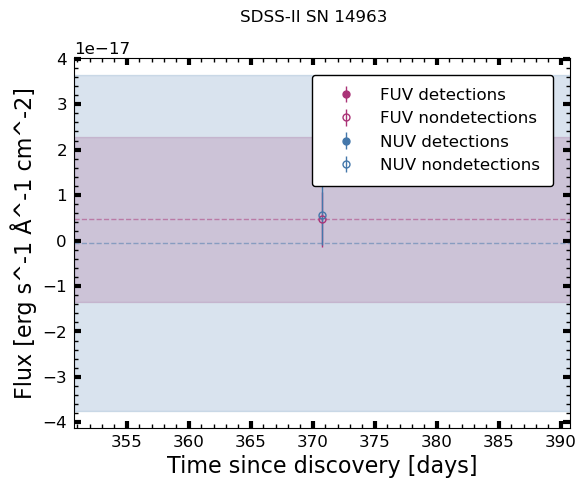 SDSS-II SN 14963
1e−17
4
3
2
1
0
−1
−2
−3
−4
FUV detections
FUV nondetections
NUV detections
NUV nondetections
355
360
365
370
375
380
385
390
Time since discovery [days]
Flux [erg s^-1 Å^-1 cm^-2]